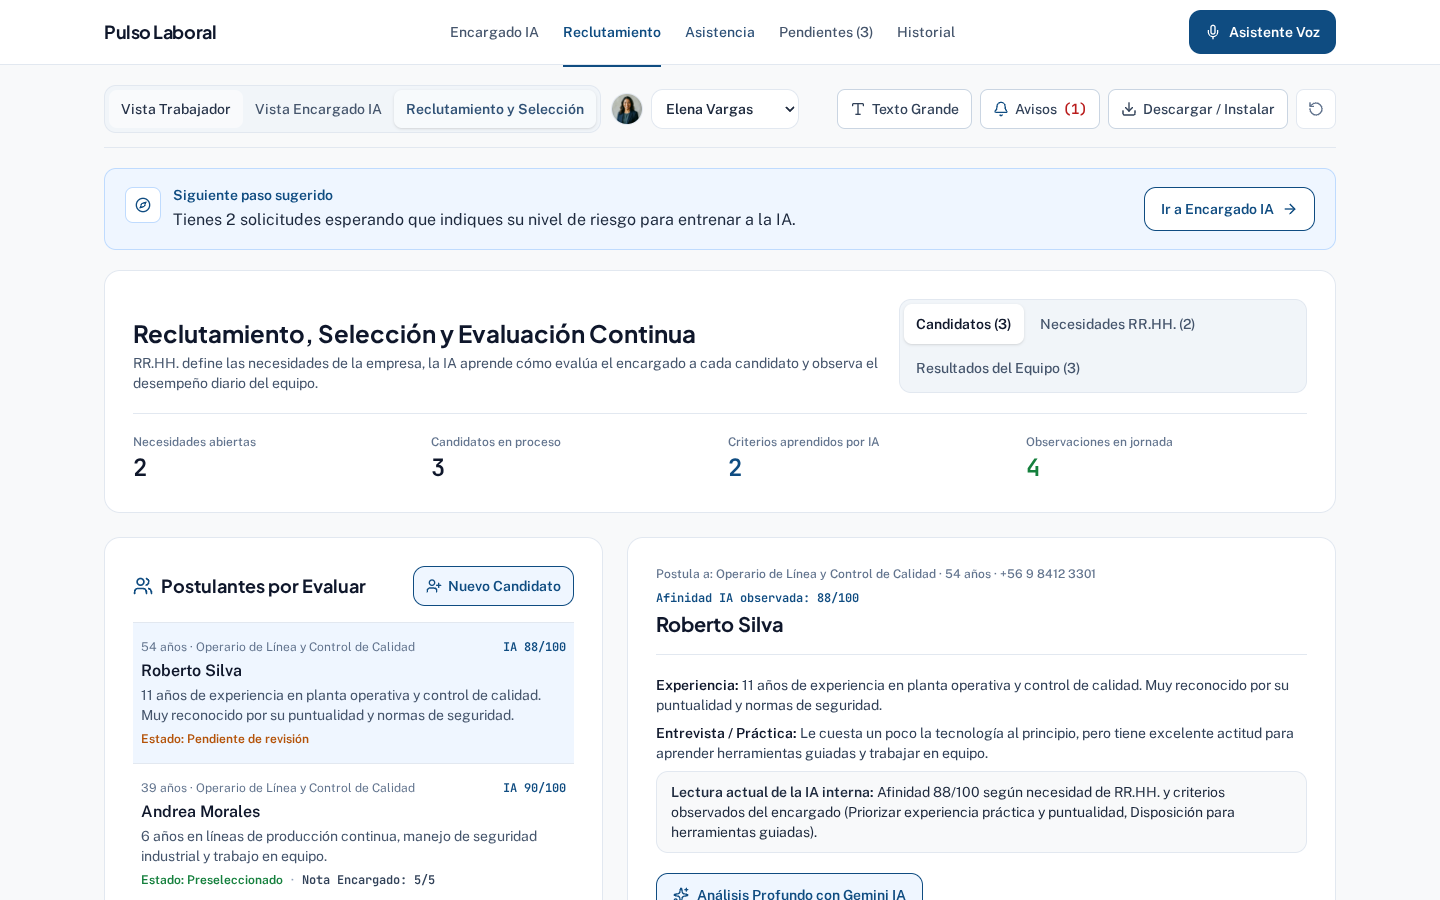 Pulso Laboral
Encargado IA
Reclutamiento
Asistencia
Pendientes (3)
Historial
Asistente Voz
Vista Trabajador
Vista Encargado IA
Reclutamiento y Selección
Elena Vargas
Texto Grande
Avisos (1)
Descargar / Instalar
Siguiente paso sugerido
Tienes 2 solicitudes esperando que indiques su nivel de riesgo para entrenar a la IA.
Ir a Encargado IA
Reclutamiento, Selección y Evaluación Continua
RR.HH. define las necesidades de la empresa, la IA aprende cómo evalúa el encargado a cada candidato y observa el
desempeño diario del equipo.
Candidatos (3)
Necesidades RR.HH. (2)
Resultados del Equipo (3)
Necesidades abiertas
2
Candidatos en proceso
3
Criterios aprendidos por IA
2
Observaciones en jornada
4
Postulantes por Evaluar
Nuevo Candidato
54 años · Operario de Línea y Control de Calidad
IA 88/100
Roberto Silva
11 años de experiencia en planta operativa y control de calidad.
Muy reconocido por su puntualidad y normas de seguridad.
Estado: Pendiente de revisión
39 años · Operario de Línea y Control de Calidad
IA 90/100
Andrea Morales
6 años en líneas de producción continua, manejo de seguridad
industrial y trabajo en equipo.
Estado: Preseleccionado · Nota Encargado: 5/5
Postula a: Operario de Línea y Control de Calidad · 54 años · +56 9 8412 3301
Afinidad IA observada: 88/100
Roberto Silva
Experiencia: 11 años de experiencia en planta operativa y control de calidad. Muy reconocido por su
puntualidad y normas de seguridad.
Entrevista / Práctica: Le cuesta un poco la tecnología al principio, pero tiene excelente actitud para
aprender herramientas guiadas y trabajar en equipo.
Lectura actual de la IA interna: Afinidad 88/100 según necesidad de RR.HH. y criterios
observados del encargado (Priorizar experiencia práctica y puntualidad, Disposición para
herramientas guiadas).
Análisis Profundo con Gemini IA